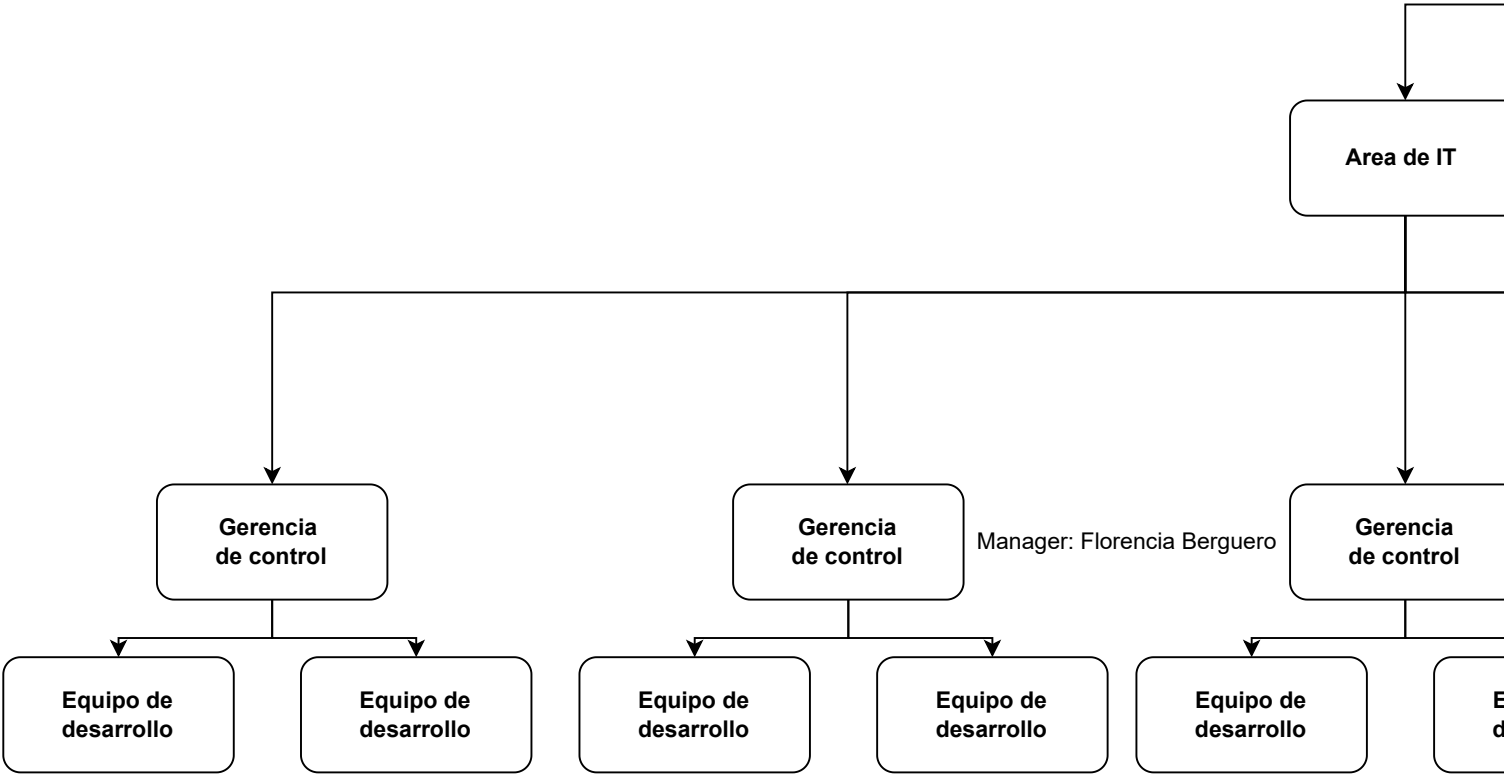 Area de IT
Gerencia
de control
Gerencia
de control
Manager: Florencia Berguero
Gerencia
de control
Equipo de
desarrollo
Equipo de
desarrollo
Equipo de
desarrollo
Equipo de
desarrollo
Equipo de
desarrollo